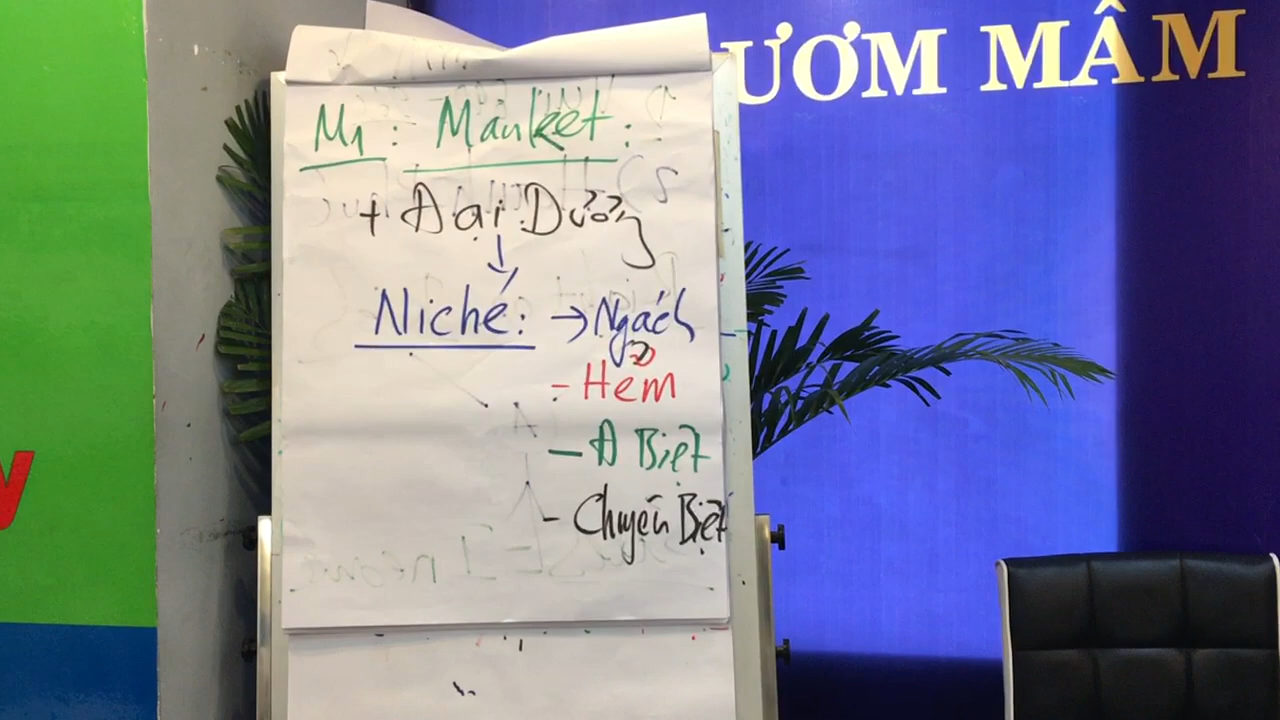 ƯƠM MẦM
M1: Market:
+ Đại Dương
Niche: → Ngách
- Hẻm
- Đ Biệt
- Chuyên Biệt
y